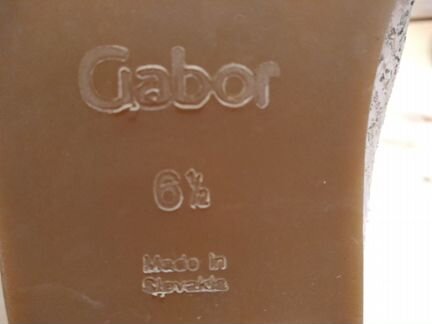 Gabor
6½
Made in
Slovakia